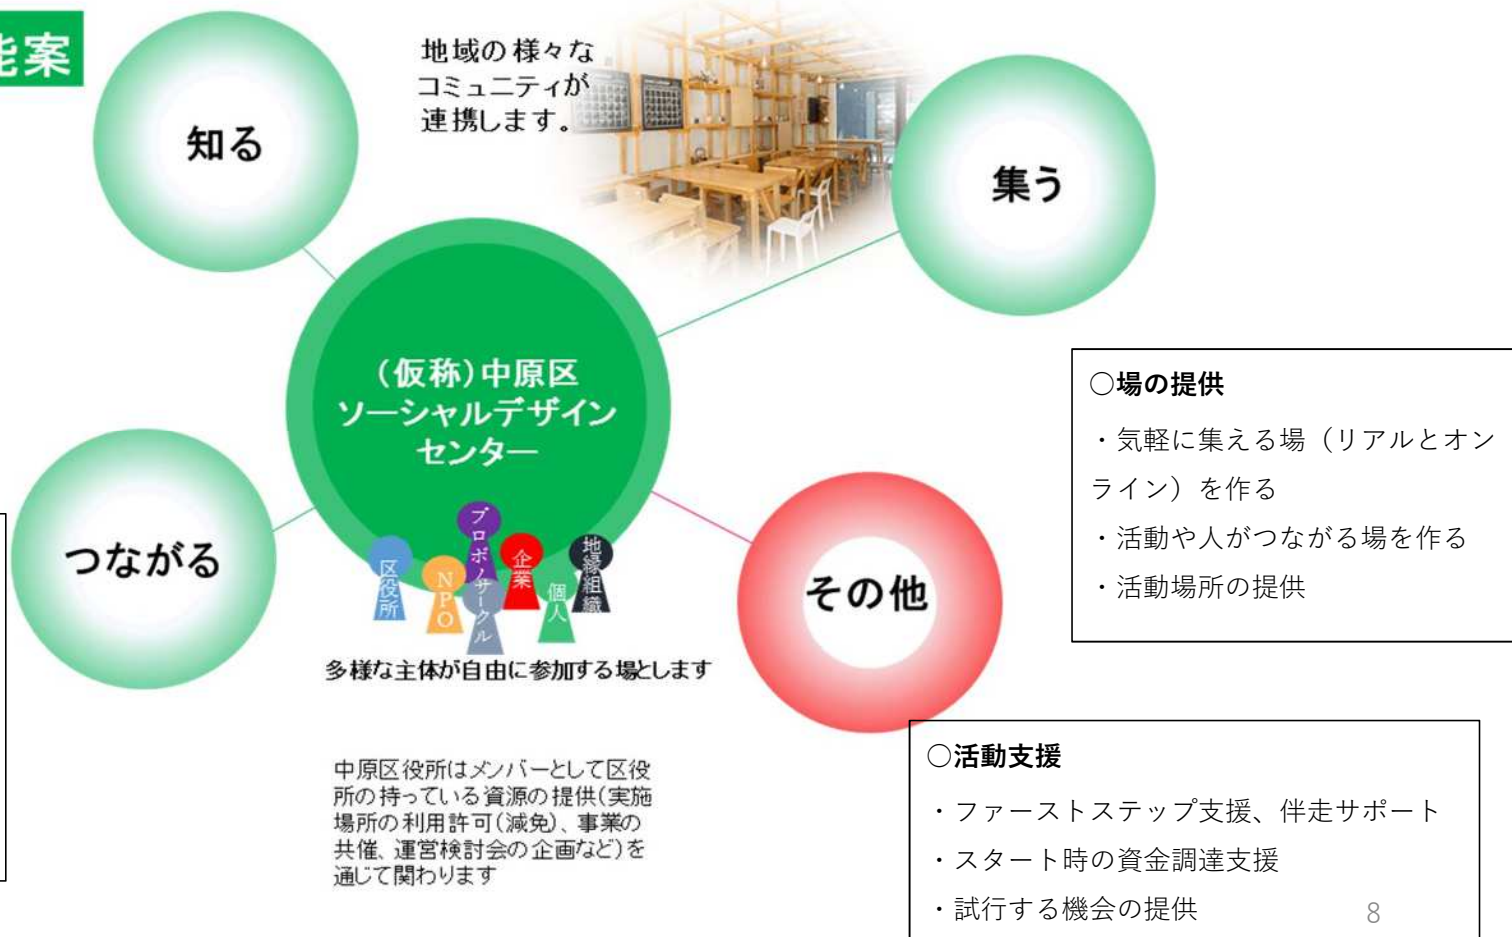 能案
知る
地域の様々な
コミュニティが
連携します。
集う
(仮称)中原区
ソーシャルデザイン
センター
つながる
区役所
NPO
プロボノ
サークル
企業
個人
地縁組織
多様な主体が自由に参加する場とします
その他
〇場の提供
・気軽に集える場（リアルとオン
ライン）を作る
・活動や人がつながる場を作る
・活動場所の提供
中原区役所はメンバーとして区役
所の持っている資源の提供(実施
場所の利用許可(減免)、事業の
共催、運営検討会の企画など)を
通じて関わります
〇活動支援
・ファーストステップ支援、伴走サポート
・スタート時の資金調達支援
・試行する機会の提供
8